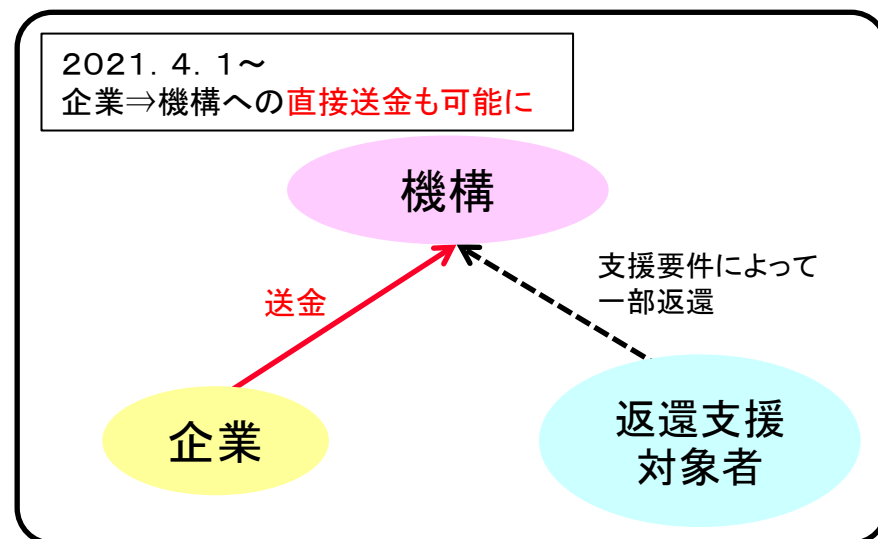 ２０２１．４．１～
企業⇒機構への直接送金も可能に
機構
送金
支援要件によって
一部返還
企業
返還支援
対象者